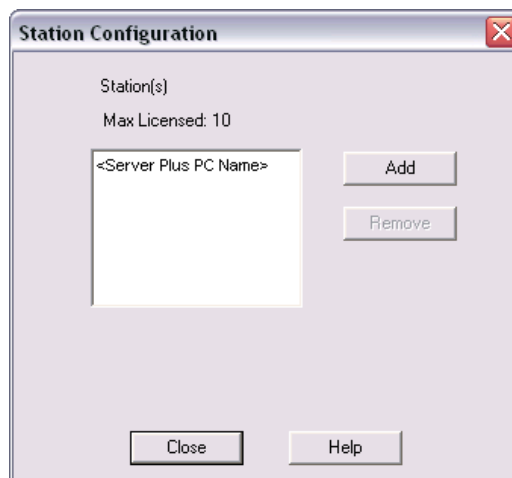 Station Configuration
Station(s)
Max Licensed: 10
<Server Plus PC Name>
Add
Remove
Close
Help